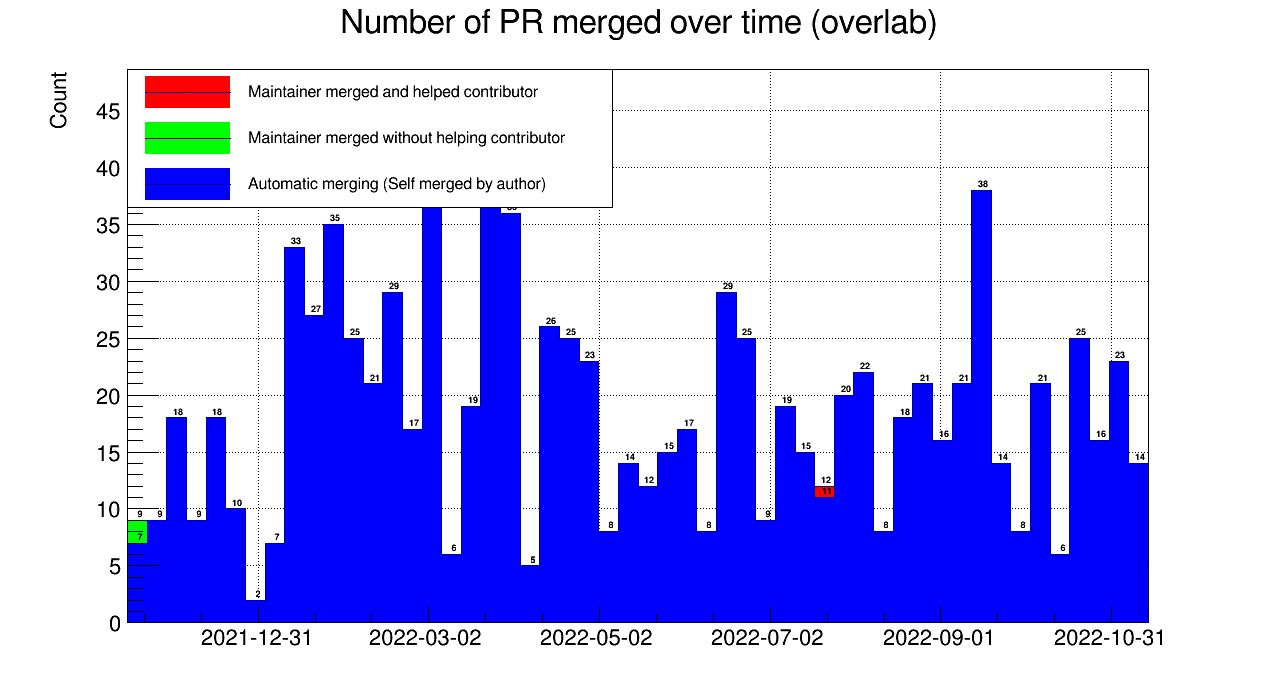 Number of PR merged over time (overlab)
Count
Maintainer merged and helped contributor
Maintainer merged without helping contributor
Automatic merging (Self merged by author)
45
40
35
30
25
20
15
10
5
0
9 7 9 18 9 18 10 2 7 33 27 35 25 21 29 17 6 19 5 26 25 23 8 14 12 15 17 8 29 25 9 19 15 12 11 20 22 8 18 21 16 21 38 14 8 21 6 25 16 23 14
2021-12-31 2022-03-02 2022-05-02 2022-07-02 2022-09-01 2022-10-31